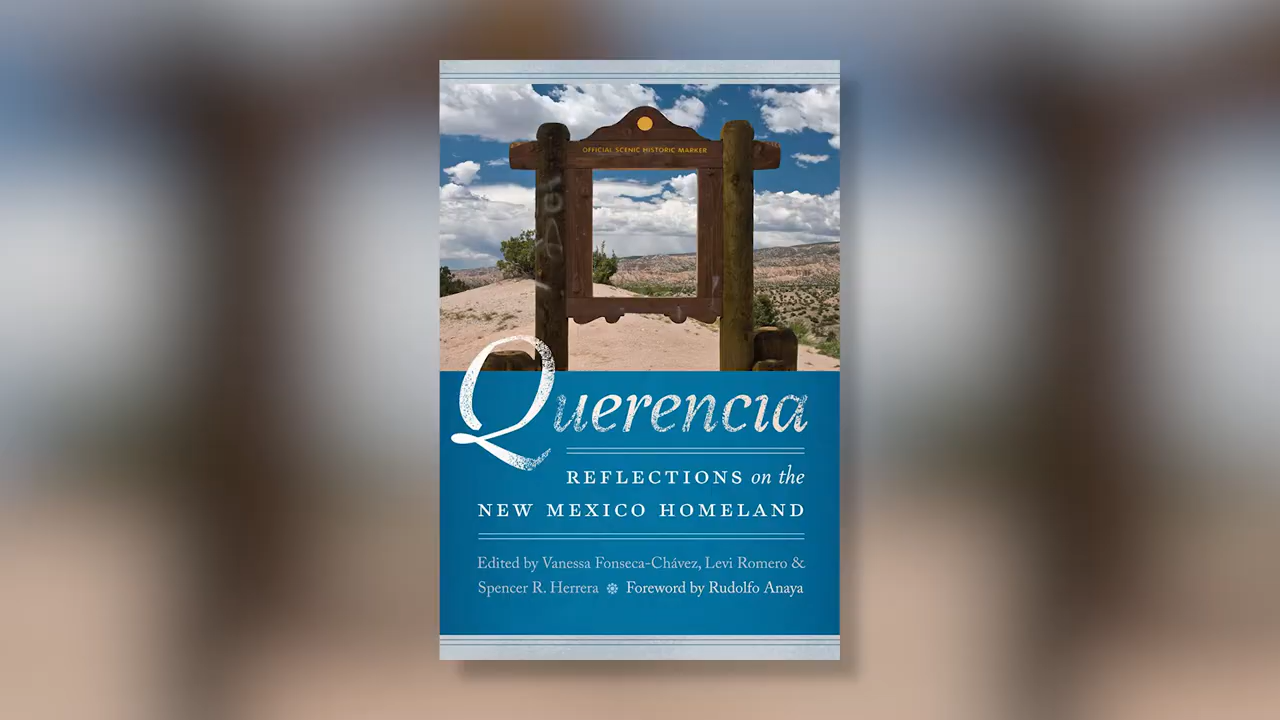 OFFICIAL SCENIC HISTORIC MARKER
Querencia
REFLECTIONS on the
NEW MEXICO HOMELAND
Edited by Vanessa Fonseca-Chávez, Levi Romero &
Spencer R. Herrera ❁ Foreword by Rudolfo Anaya